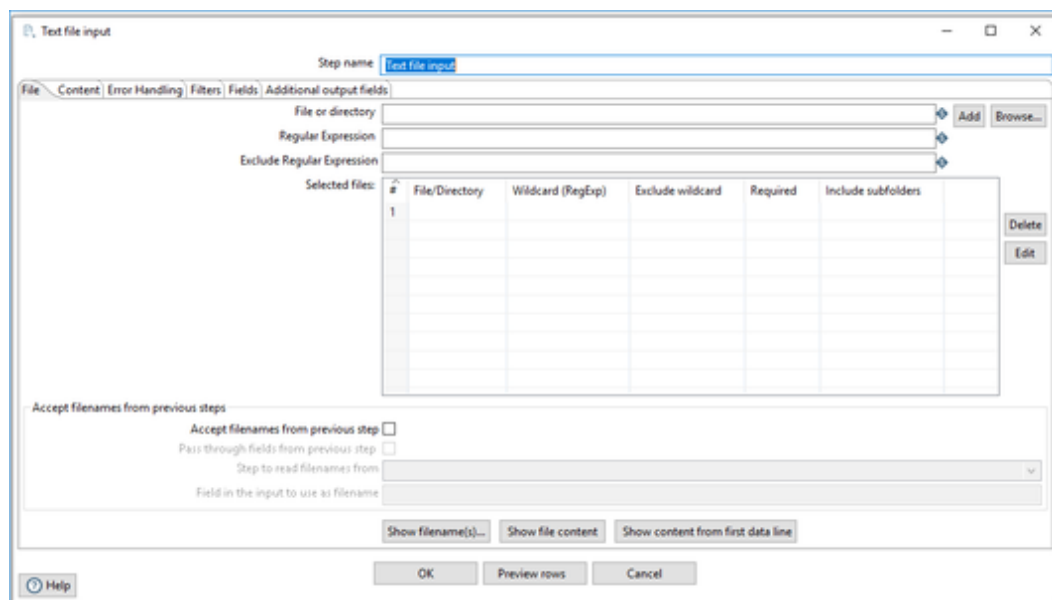 Text file input
Step name Text file input
File Content Error Handling Filters Fields Additional output fields
File or directory Add Browse...
Regular Expression
Exclude Regular Expression
Selected files: # File/Directory Wildcard (RegExp) Exclude wildcard Required Include subfolders
1
Delete
Edit
Accept filenames from previous steps
Accept filenames from previous step
Pass through fields from previous step
Step to read filenames from
Field in the input to use as filename
Show filename(s)... Show file content Show content from first data line
OK Preview rows Cancel
Help